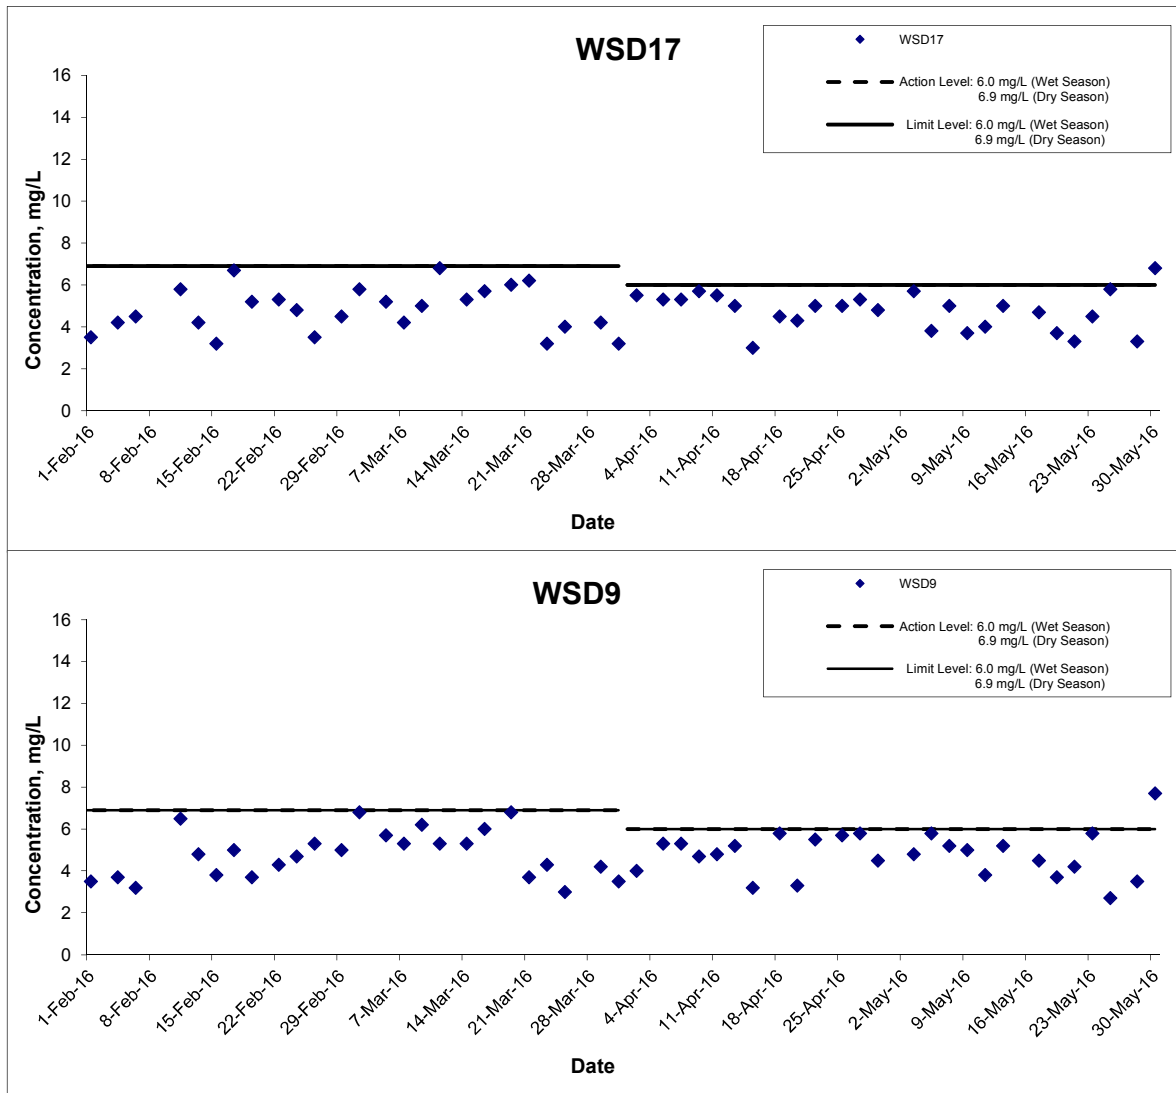 WSD17
WSD17
Action Level: 6.0 mg/L (Wet Season)
6.9 mg/L (Dry Season)
Limit Level: 6.0 mg/L (Wet Season)
6.9 mg/L (Dry Season)
Concentration, mg/L
16
14
12
10
8
6
4
2
0
1-Feb-16
8-Feb-16
15-Feb-16
22-Feb-16
29-Feb-16
7-Mar-16
14-Mar-16
21-Mar-16
28-Mar-16
4-Apr-16
11-Apr-16
18-Apr-16
25-Apr-16
2-May-16
9-May-16
16-May-16
23-May-16
30-May-16
Date
WSD9
WSD9
Action Level: 6.0 mg/L (Wet Season)
6.9 mg/L (Dry Season)
Limit Level: 6.0 mg/L (Wet Season)
6.9 mg/L (Dry Season)
Concentration, mg/L
16
14
12
10
8
6
4
2
0
1-Feb-16
8-Feb-16
15-Feb-16
22-Feb-16
29-Feb-16
7-Mar-16
14-Mar-16
21-Mar-16
28-Mar-16
4-Apr-16
11-Apr-16
18-Apr-16
25-Apr-16
2-May-16
9-May-16
16-May-16
23-May-16
30-May-16
Date